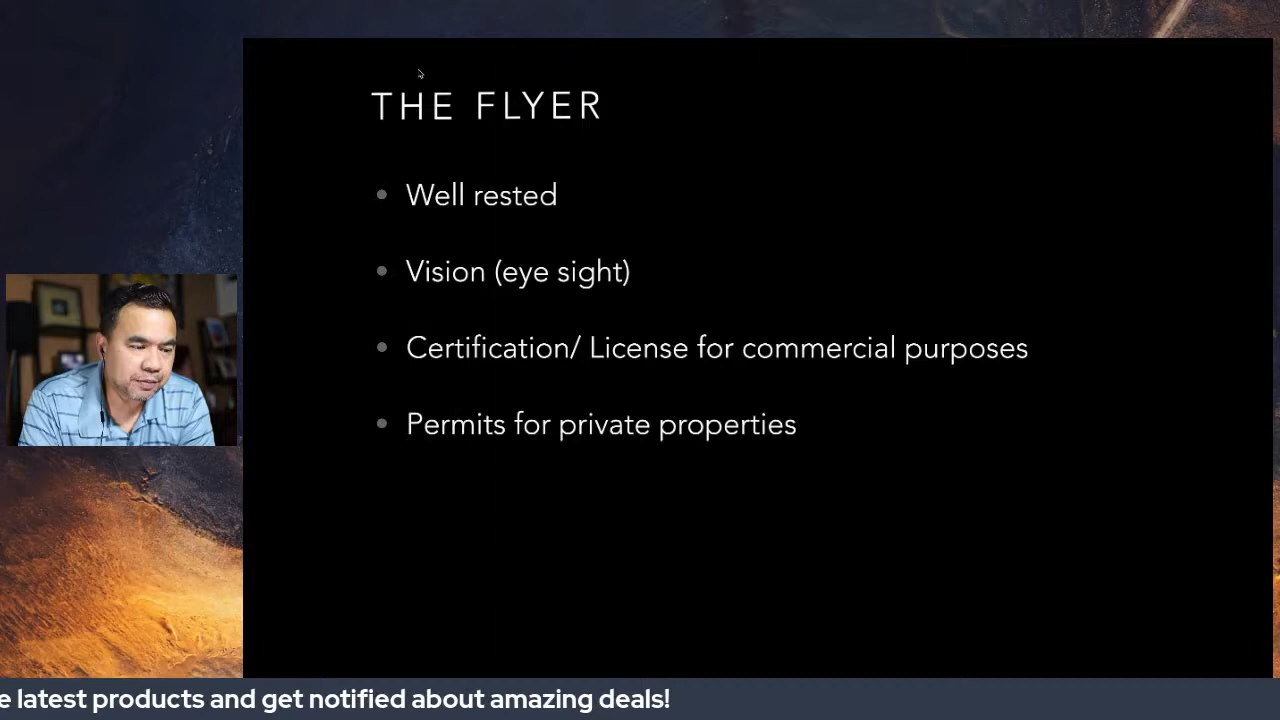 THE FLYER
Well rested
Vision (eye sight)
Certification/ License for commercial purposes
Permits for private properties
e latest products and get notified about amazing deals!